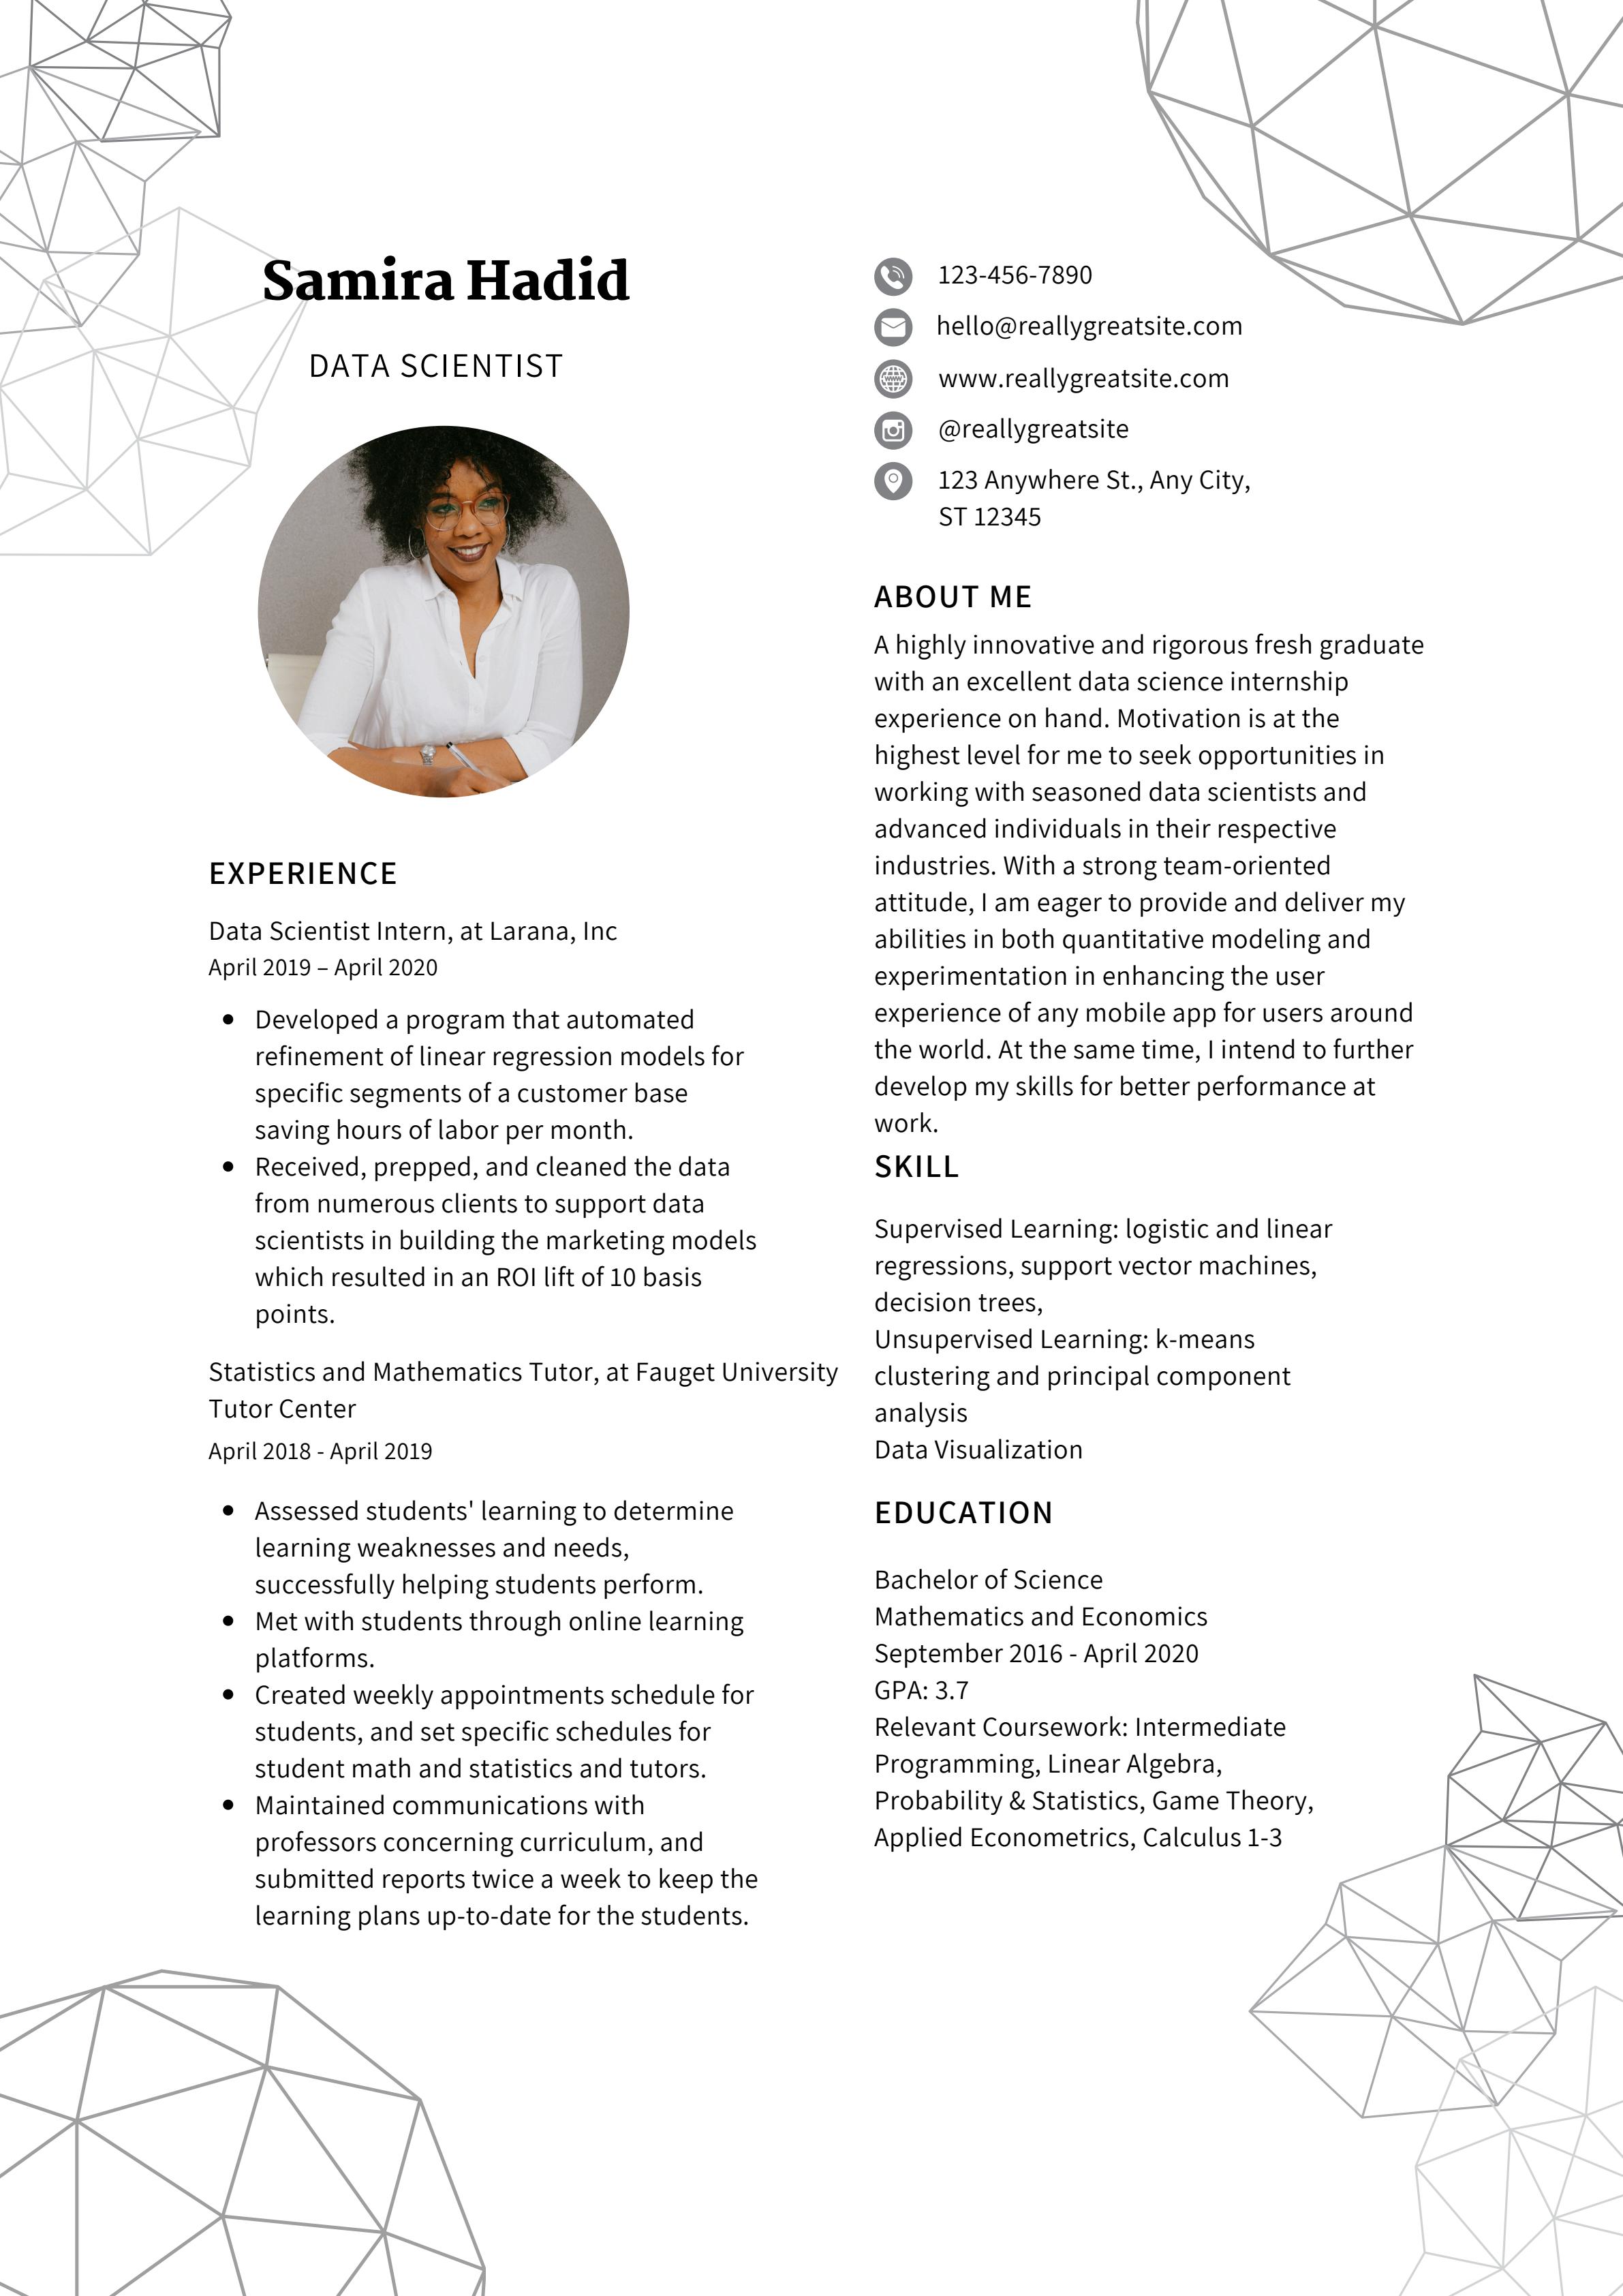 Samira Hadid
DATA SCIENTIST
EXPERIENCE
Data Scientist Intern, at Larana, Inc
April 2019 – April 2020
• Developed a program that automated
refinement of linear regression models for
specific segments of a customer base
saving hours of labor per month.
• Received, prepped, and cleaned the data
from numerous clients to support data
scientists in building the marketing models
which resulted in an ROI lift of 10 basis
points.
Statistics and Mathematics Tutor, at Fauget University
Tutor Center
April 2018 - April 2019
• Assessed students' learning to determine
learning weaknesses and needs,
successfully helping students perform.
• Met with students through online learning
platforms.
• Created weekly appointments schedule for
students, and set specific schedules for
student math and statistics and tutors.
• Maintained communications with
professors concerning curriculum, and
submitted reports twice a week to keep the
learning plans up-to-date for the students.
123-456-7890
hello@reallygreatsite.com
www.reallygreatsite.com
@reallygreatsite
123 Anywhere St., Any City,
ST 12345
ABOUT ME
A highly innovative and rigorous fresh graduate
with an excellent data science internship
experience on hand. Motivation is at the
highest level for me to seek opportunities in
working with seasoned data scientists and
advanced individuals in their respective
industries. With a strong team-oriented
attitude, I am eager to provide and deliver my
abilities in both quantitative modeling and
experimentation in enhancing the user
experience of any mobile app for users around
the world. At the same time, I intend to further
develop my skills for better performance at
work.
SKILL
Supervised Learning: logistic and linear
regressions, support vector machines,
decision trees,
Unsupervised Learning: k-means
clustering and principal component
analysis
Data Visualization
EDUCATION
Bachelor of Science
Mathematics and Economics
September 2016 - April 2020
GPA: 3.7
Relevant Coursework: Intermediate
Programming, Linear Algebra,
Probability & Statistics, Game Theory,
Applied Econometrics, Calculus 1-3